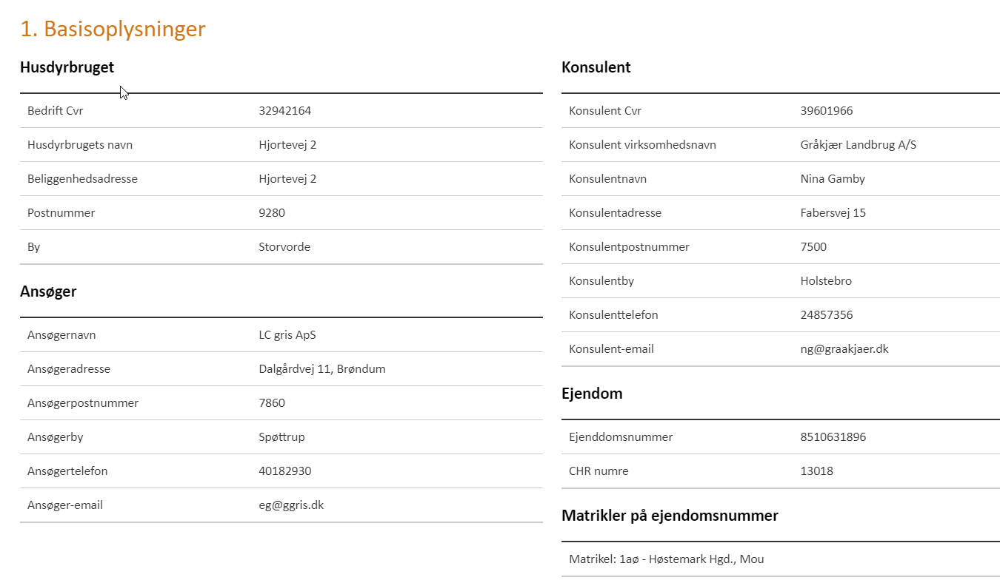 1. Basisoplysninger
Husdyrbruget
Bedrift Cvr 32942164
Husdyrbrugets navn Hjortevej 2
Beliggenhedsadresse Hjortevej 2
Postnummer 9280
By Storvorde
Ansøger
Ansøgernavn LC gris ApS
Ansøgeradresse Dalgårdvej 11, Brøndum
Ansøgerpostnummer 7860
Ansøgerby Spøttrup
Ansøgertelefon 40182930
Ansøger-email eg@ggris.dk
Konsulent
Konsulent Cvr 39601966
Konsulent virksomhedsnavn Gråkjær Landbrug A/S
Konsulentnavn Nina Gamby
Konsulentadresse Fabersvej 15
Konsulentpostnummer 7500
Konsulentby Holstebro
Konsulenttelefon 24857356
Konsulent-email ng@graakjaer.dk
Ejendom
Ejenddomsnummer 8510631896
CHR numre 13018
Matrikler på ejendomsnummer
Matrikel: 1aø - Høstemark Hgd., Mou